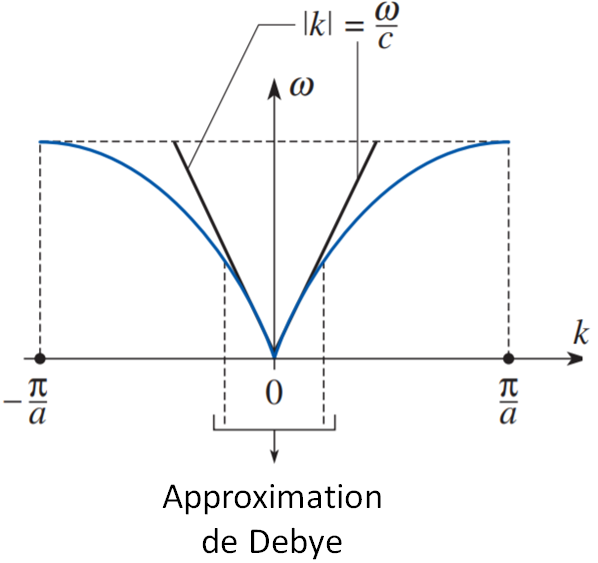 |k| = ω/c
ω
k
−π/a
0
π/a
Approximation
de Debye